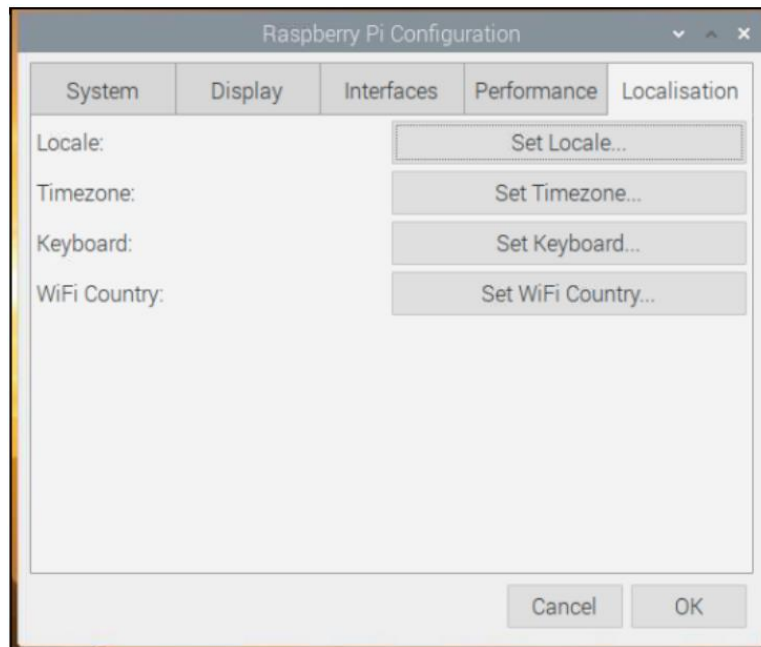 Raspberry Pi Configuration
System Display Interfaces Performance Localisation
Locale: Set Locale...
Timezone: Set Timezone...
Keyboard: Set Keyboard...
WiFi Country: Set WiFi Country...
Cancel OK